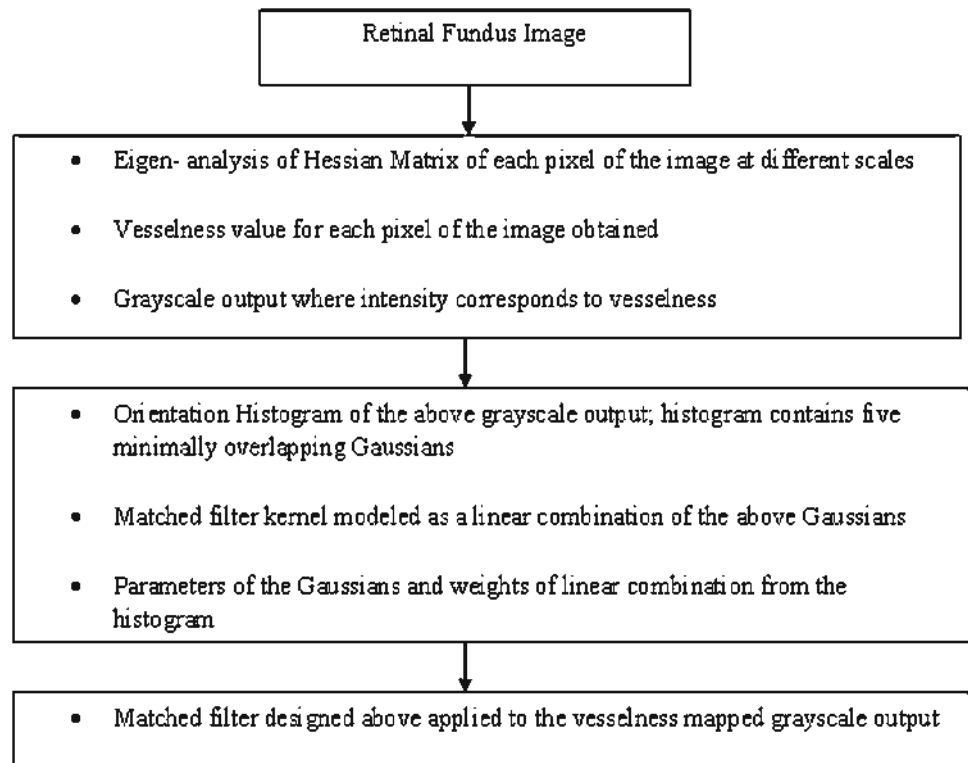 Retinal Fundus Image
• Eigen- analysis of Hessian Matrix of each pixel of the image at different scales
• Vesselness value for each pixel of the image obtained
• Grayscale output where intensity corresponds to vesselness
• Orientation Histogram of the above grayscale output; histogram contains five
minimally overlapping Gaussians
• Matched filter kernel modeled as a linear combination of the above Gaussians
• Parameters of the Gaussians and weights of linear combination from the
histogram
• Matched filter designed above applied to the vesselness mapped grayscale output